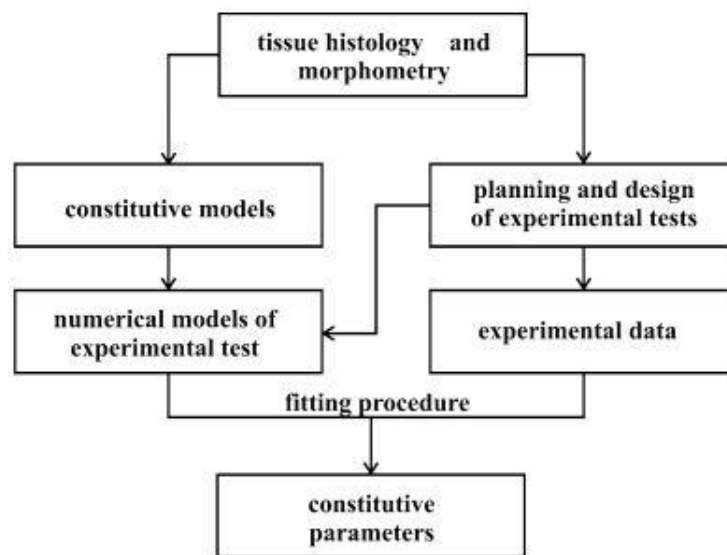 tissue histology and
morphometry
constitutive models
planning and design
of experimental tests
numerical models of
experimental test
experimental data
fitting procedure
constitutive
parameters